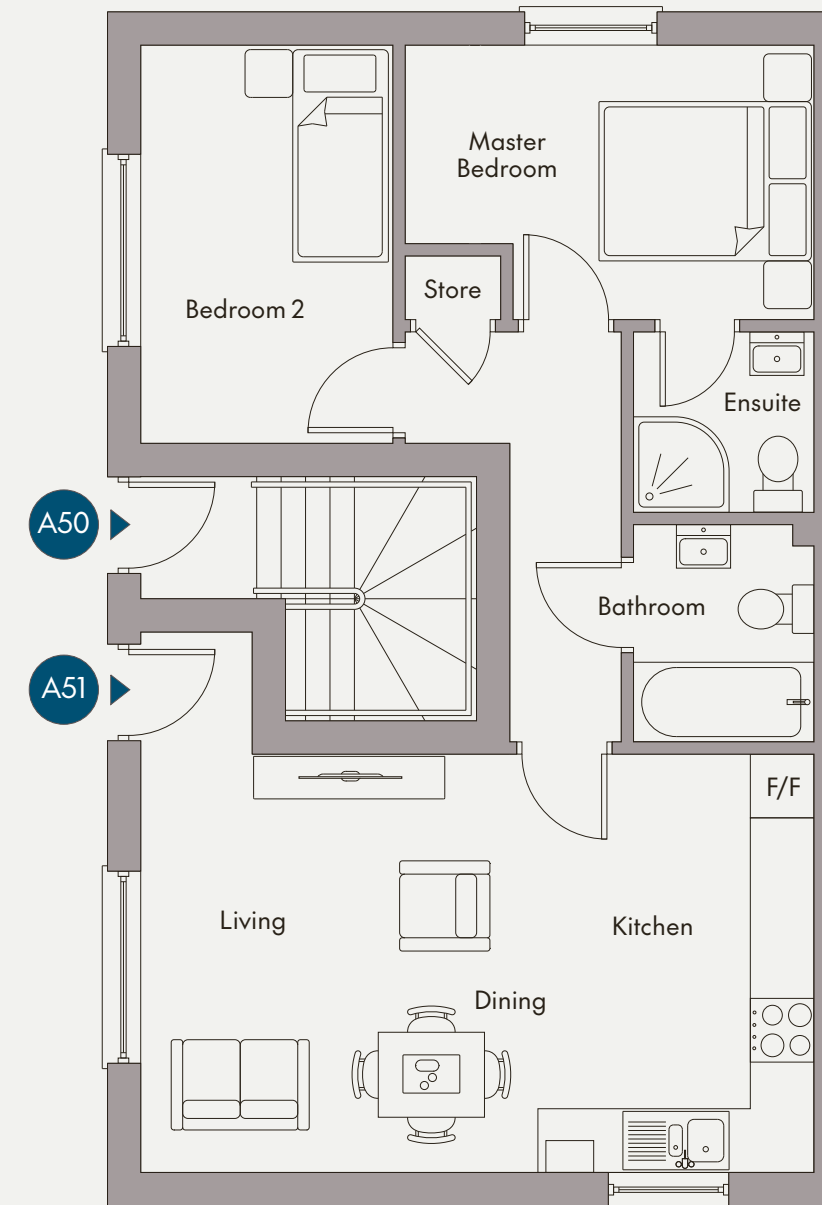 Master
Bedroom
Store
Bedroom 2
Ensuite
A50
Bathroom
A51
F/F
Living
Kitchen
Dining